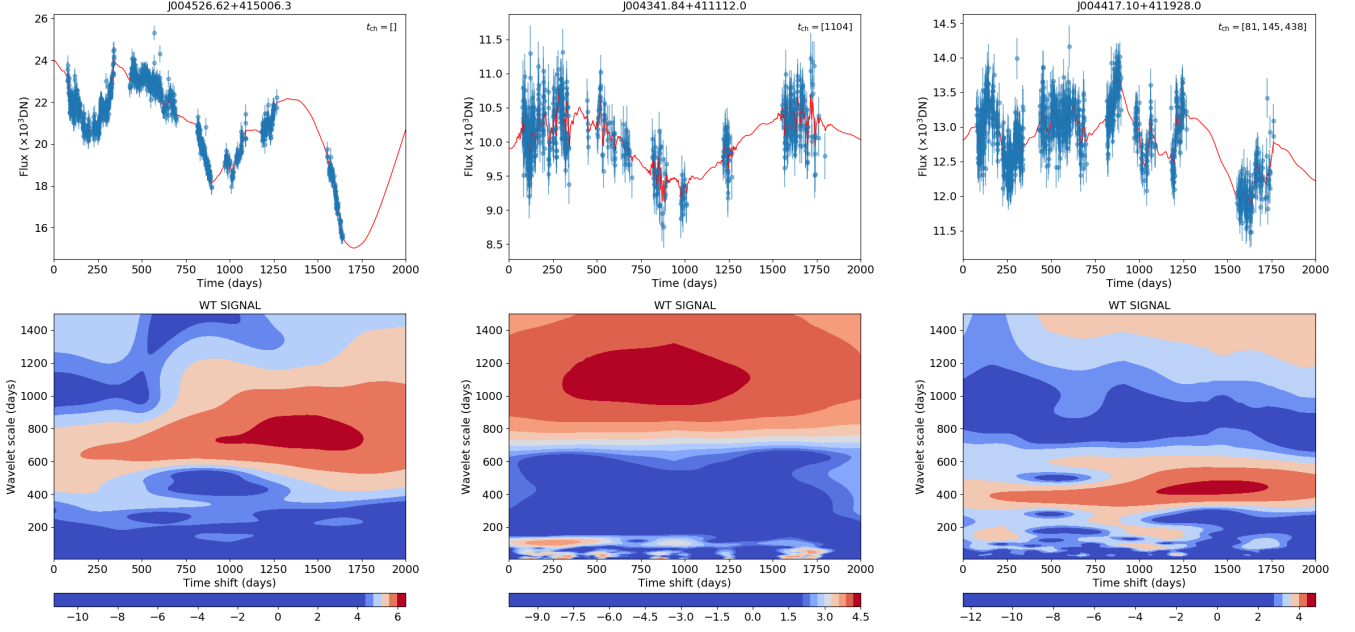 J004526.62+415006.3
t_ch = []
26
24
22
20
18
16
Flux (×10³DN)
0 250 500 750 1000 1250 1500 1750 2000
Time (days)
J004341.84+411112.0
t_ch = [1104]
11.5
11.0
10.5
10.0
9.5
9.0
8.5
Flux (×10³DN)
0 250 500 750 1000 1250 1500 1750 2000
Time (days)
J004417.10+411928.0
t_ch = [81, 145, 438]
14.5
14.0
13.5
13.0
12.5
12.0
11.5
Flux (×10³DN)
0 250 500 750 1000 1250 1500 1750 2000
Time (days)
WT SIGNAL
1400
1200
1000
800
600
400
200
Wavelet scale (days)
0 250 500 750 1000 1250 1500 1750 2000
Time shift (days)
−10 −8 −6 −4 −2 0 2 4 6
WT SIGNAL
1400
1200
1000
800
600
400
200
Wavelet scale (days)
0 250 500 750 1000 1250 1500 1750 2000
Time shift (days)
−9.0 −7.5 −6.0 −4.5 −3.0 −1.5 0.0 1.5 3.0 4.5
WT SIGNAL
1400
1200
1000
800
600
400
200
Wavelet scale (days)
0 250 500 750 1000 1250 1500 1750 2000
Time shift (days)
−12 −10 −8 −6 −4 −2 0 2 4